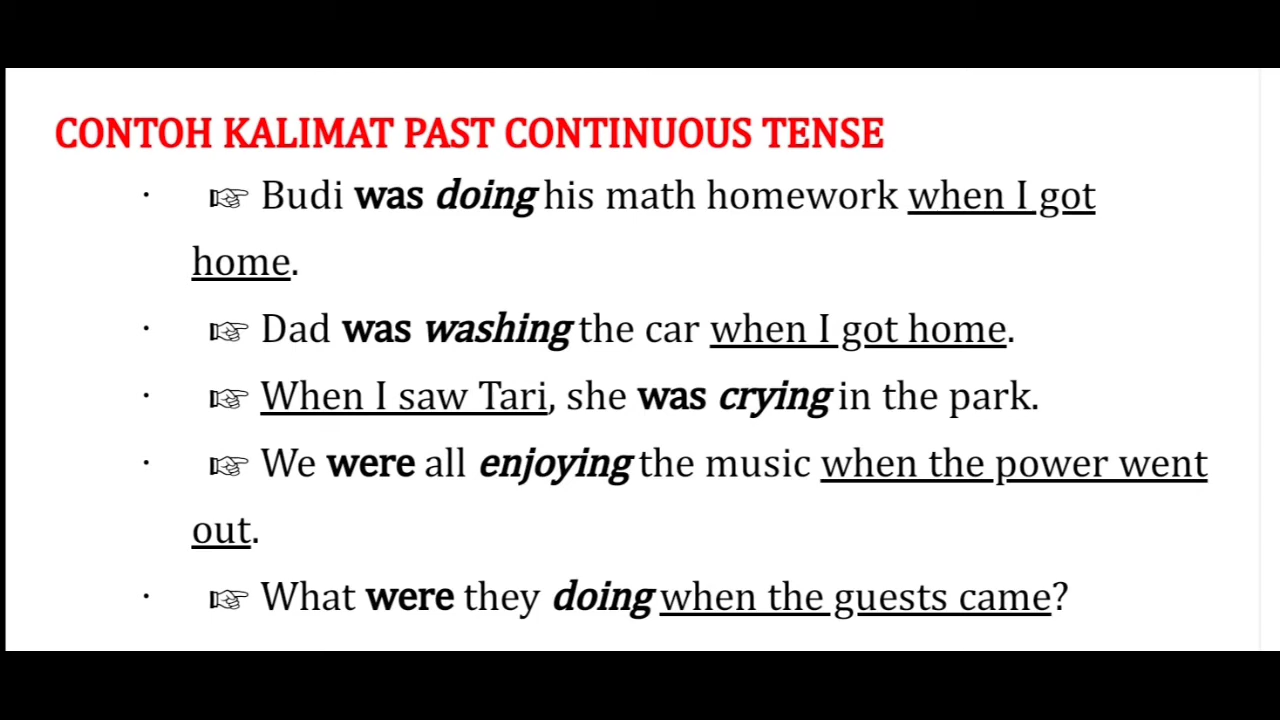 CONTOH KALIMAT PAST CONTINUOUS TENSE
· ☞ Budi was doing his math homework when I got
home.
· ☞ Dad was washing the car when I got home.
· ☞ When I saw Tari, she was crying in the park.
· ☞ We were all enjoying the music when the power went
out.
· ☞ What were they doing when the guests came?